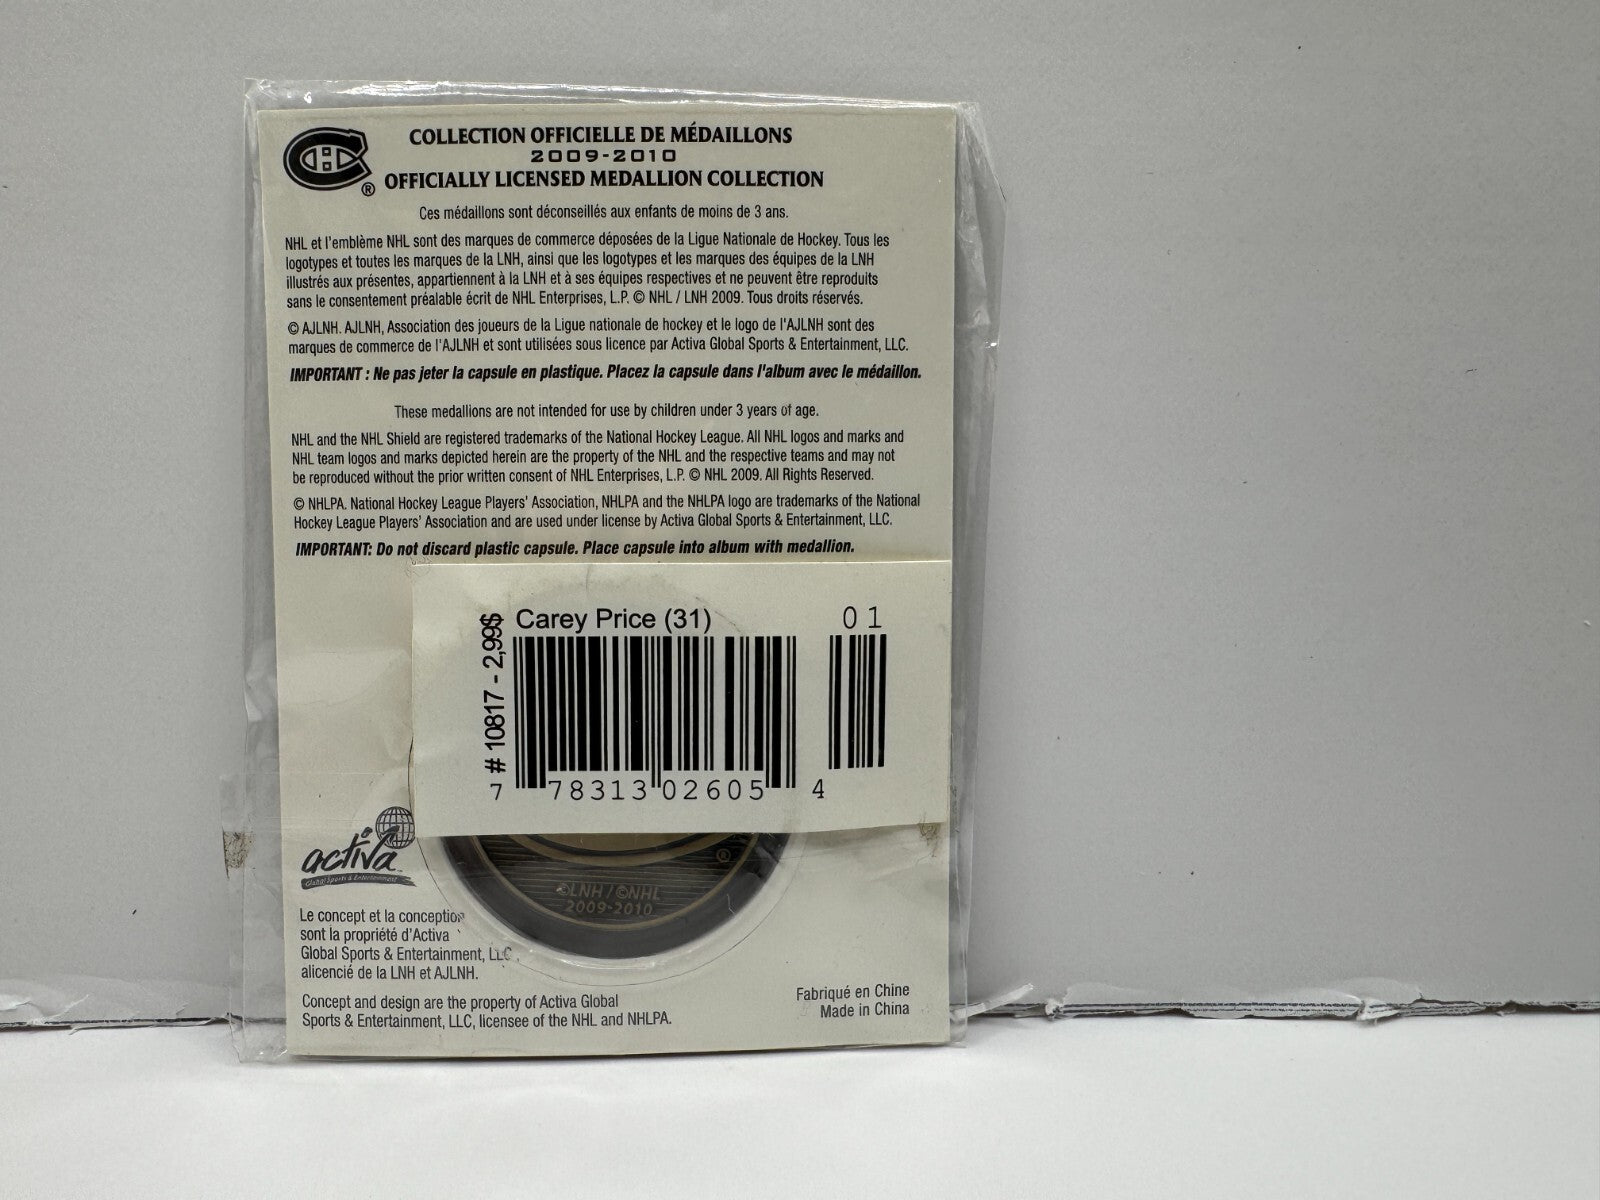 COLLECTION OFFICIELLE DE MÉDAILLONS
2009-2010
OFFICIALLY LICENSED MEDALLION COLLECTION
CH ®
Ces médaillons sont déconseillés aux enfants de moins de 3 ans.
NHL et l'emblème NHL sont des marques de commerce déposées de la Ligue Nationale de Hockey. Tous les
logotypes et toutes les marques de la LNH, ainsi que les logotypes et les marques des équipes de la LNH
illustrés aux présentes, appartiennent à la LNH et à ses équipes respectives et ne peuvent être reproduits
sans le consentement préalable écrit de NHL Enterprises, L.P. © NHL / LNH 2009. Tous droits réservés.
© AJLNH. AJLNH, Association des joueurs de la Ligue nationale de hockey et le logo de l'AJLNH sont des
marques de commerce de l'AJLNH et sont utilisées sous licence par Activa Global Sports & Entertainment, LLC.
IMPORTANT : Ne pas jeter la capsule en plastique. Placez la capsule dans l'album avec le médaillon.
These medallions are not intended for use by children under 3 years of age.
NHL and the NHL Shield are registered trademarks of the National Hockey League. All NHL logos and marks and
NHL team logos and marks depicted herein are the property of the NHL and the respective teams and may not
be reproduced without the prior written consent of NHL Enterprises, L.P. © NHL 2009. All Rights Reserved.
© NHLPA. National Hockey League Players' Association, NHLPA and the NHLPA logo are trademarks of the National
Hockey League Players' Association and are used under license by Activa Global Sports & Entertainment, LLC.
IMPORTANT: Do not discard plastic capsule. Place capsule into album with medallion.
Carey Price (31)
01
# 10817 - 2,99$
7 78313 02605 4
®
©LNH / ©NHL
2009-2010
activa
Global Sports & Entertainment
Le concept et la conception
sont la propriété d'Activa
Global Sports & Entertainment, LLC,
alicencié de la LNH et AJLNH.
Concept and design are the property of Activa Global
Sports & Entertainment, LLC, licensee of the NHL and NHLPA.
Fabriqué en Chine
Made in China